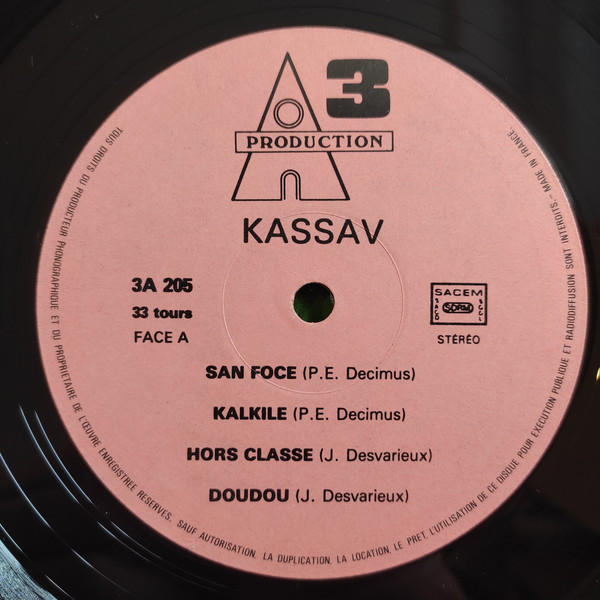 3
PRODUCTION
KASSAV
3A 205
33 tours
FACE A
SACEM
SDRM
STÉRÉO
SAN FOCE (P.E. Decimus)
KALKILE (P.E. Decimus)
HORS CLASSE (J. Desvarieux)
DOUDOU (J. Desvarieux)
TOUS DROITS DU PRODUCTEUR PHONOGRAPHIQUE ET DU PROPRIETAIRE DE L'ŒUVRE ENREGISTREE RESERVES. SAUF AUTORISATION, LA DUPLICATION, LA LOCATION, LE PRET, L'UTILISATION DE CE DISQUE POUR EXECUTION PUBLIQUE ET RADIODIFFUSION SONT INTERDITS.- MADE IN FRANCE.